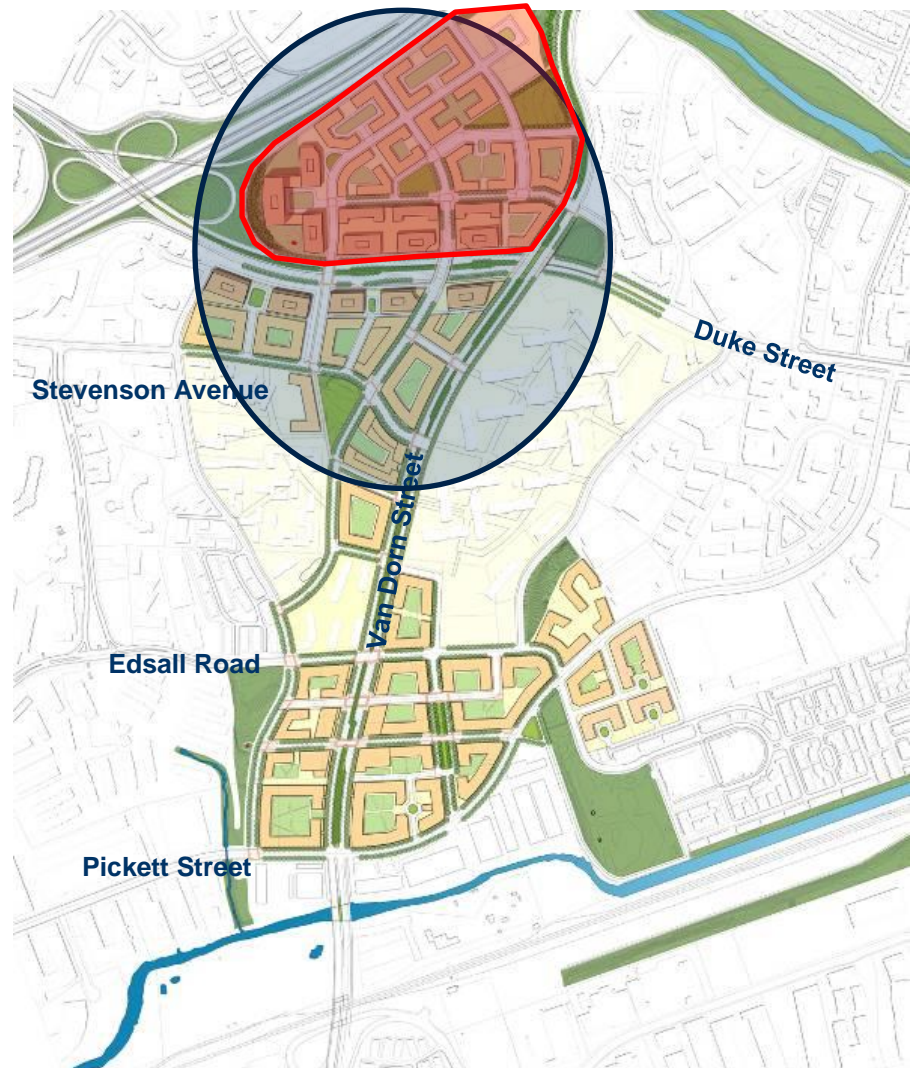 Duke Street
Stevenson Avenue
Van Dorn Street
Edsall Road
Pickett Street